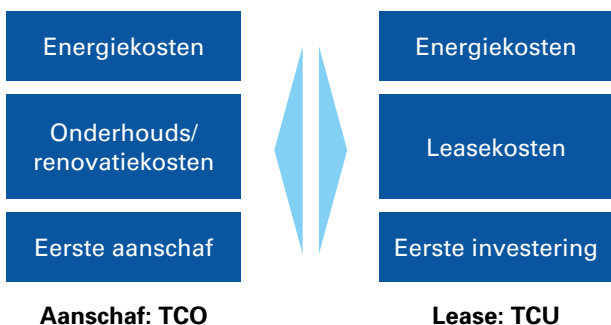 Energiekosten
Onderhouds/
renovatiekosten
Eerste aanschaf
Aanschaf: TCO
Energiekosten
Leasekosten
Eerste investering
Lease: TCU